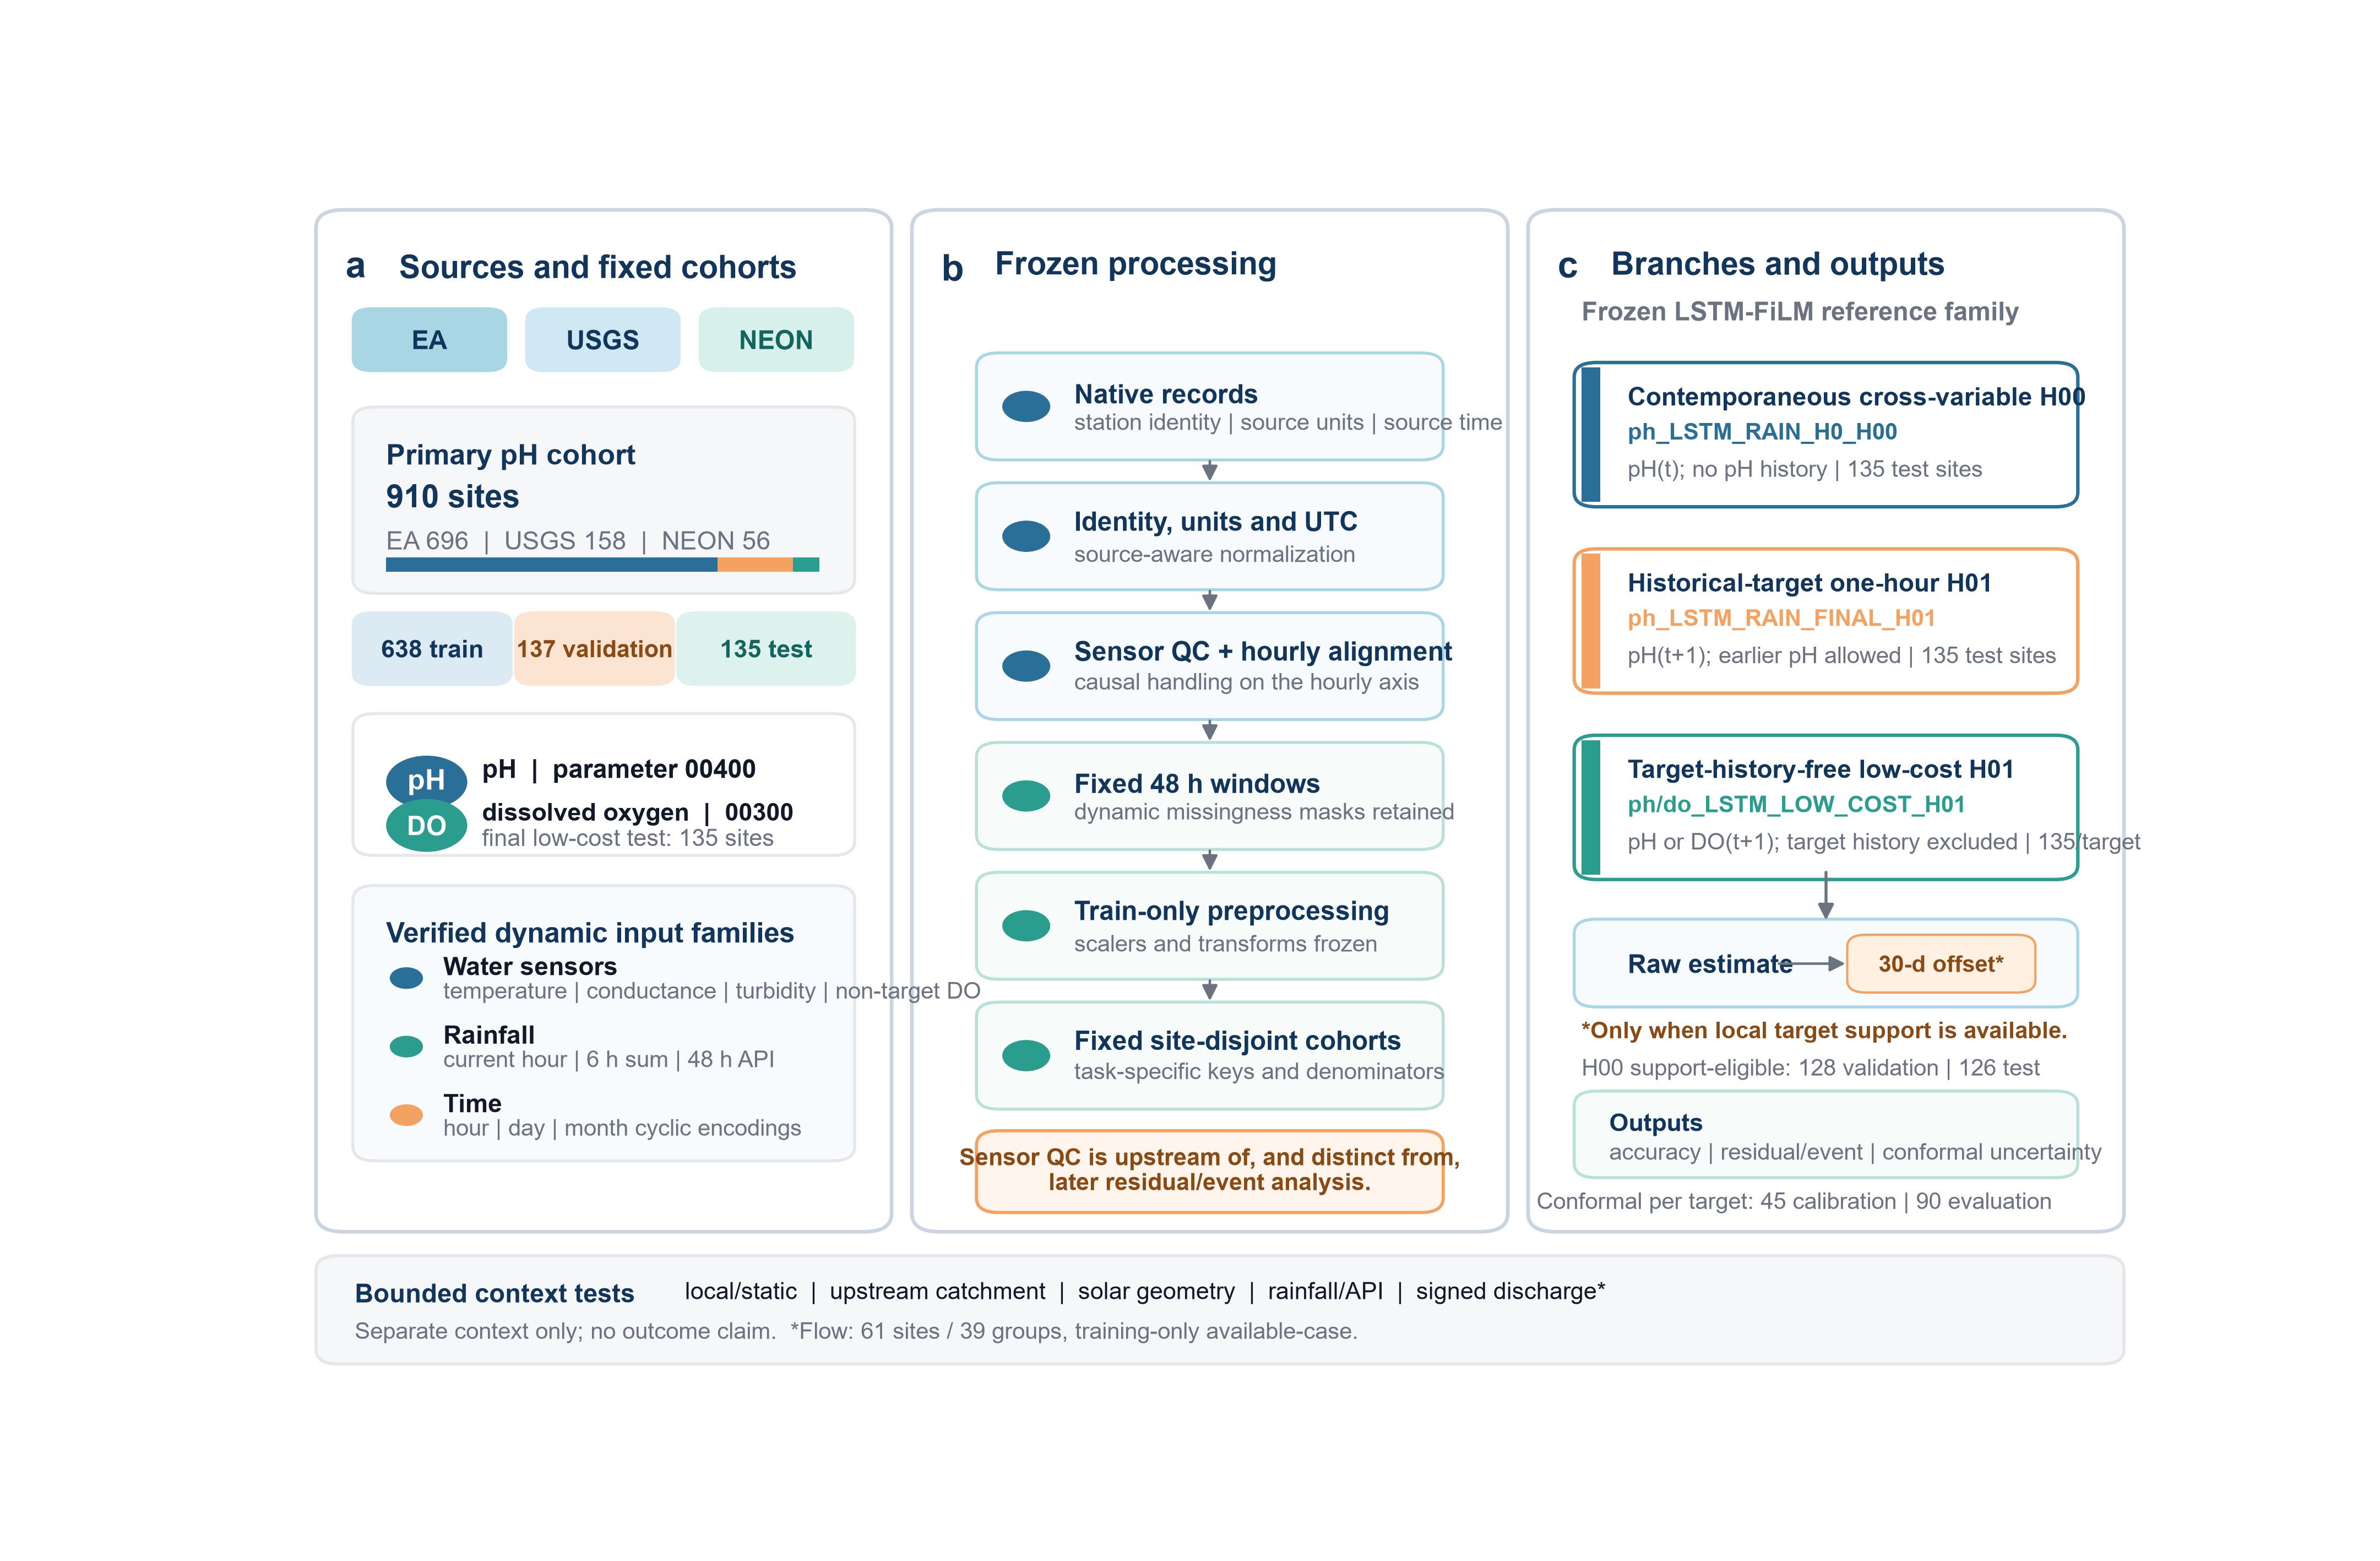 a Sources and fixed cohorts
EA
USGS
NEON
Primary pH cohort
910 sites
EA 696 | USGS 158 | NEON 56
638 train
137 validation
135 test
pH
pH | parameter 00400
DO
dissolved oxygen | 00300
final low-cost test: 135 sites
Verified dynamic input families
Water sensors
temperature | conductance | turbidity | non-target DO
Rainfall
current hour | 6 h sum | 48 h API
Time
hour | day | month cyclic encodings
b Frozen processing
Native records
station identity | source units | source time
Identity, units and UTC
source-aware normalization
Sensor QC + hourly alignment
causal handling on the hourly axis
Fixed 48 h windows
dynamic missingness masks retained
Train-only preprocessing
scalers and transforms frozen
Fixed site-disjoint cohorts
task-specific keys and denominators
Sensor QC is upstream of, and distinct from,
later residual/event analysis.
c Branches and outputs
Frozen LSTM-FiLM reference family
Contemporaneous cross-variable H00
ph_LSTM_RAIN_H0_H00
pH(t); no pH history | 135 test sites
Historical-target one-hour H01
ph_LSTM_RAIN_FINAL_H01
pH(t+1); earlier pH allowed | 135 test sites
Target-history-free low-cost H01
ph/do_LSTM_LOW_COST_H01
pH or DO(t+1); target history excluded | 135/target
Raw estimate
30-d offset*
*Only when local target support is available.
H00 support-eligible: 128 validation | 126 test
Outputs
accuracy | residual/event | conformal uncertainty
Conformal per target: 45 calibration | 90 evaluation
Bounded context tests
local/static | upstream catchment | solar geometry | rainfall/API | signed discharge*
Separate context only; no outcome claim. *Flow: 61 sites / 39 groups, training-only available-case.